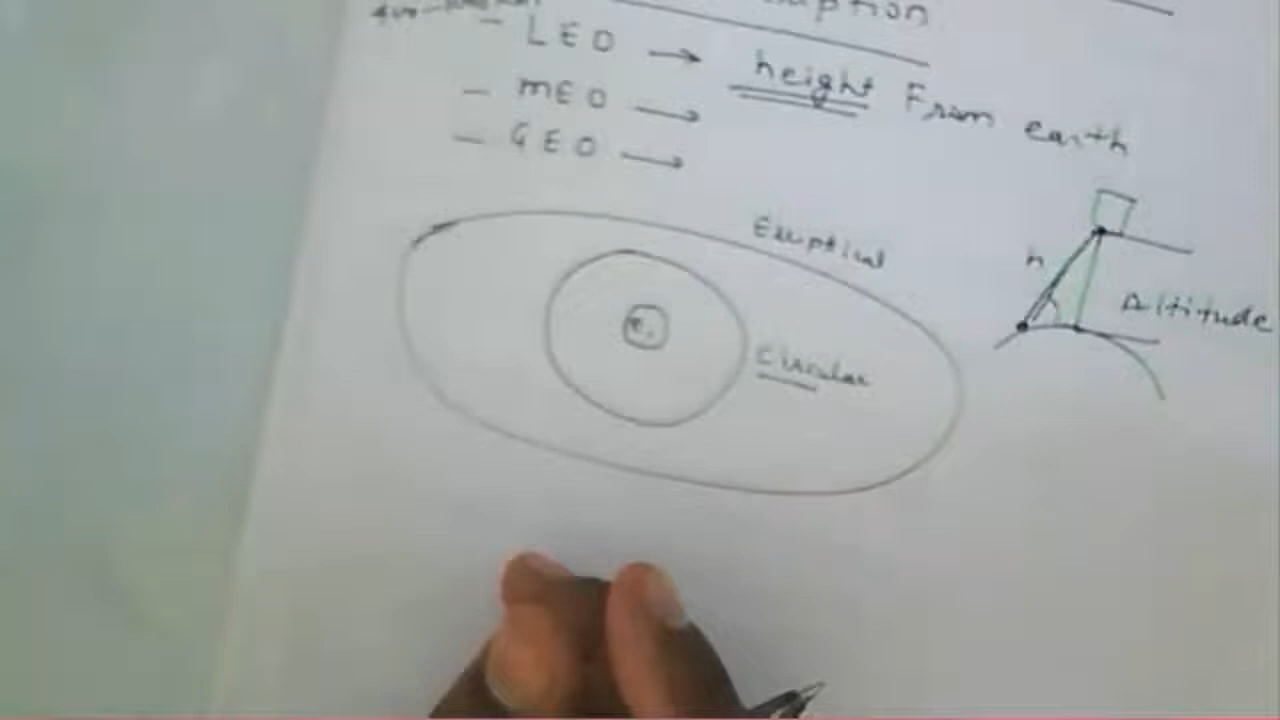 - LEO → height From earth
- MEO →
- GEO →
Elliptical
h
Altitude
E.
Circular